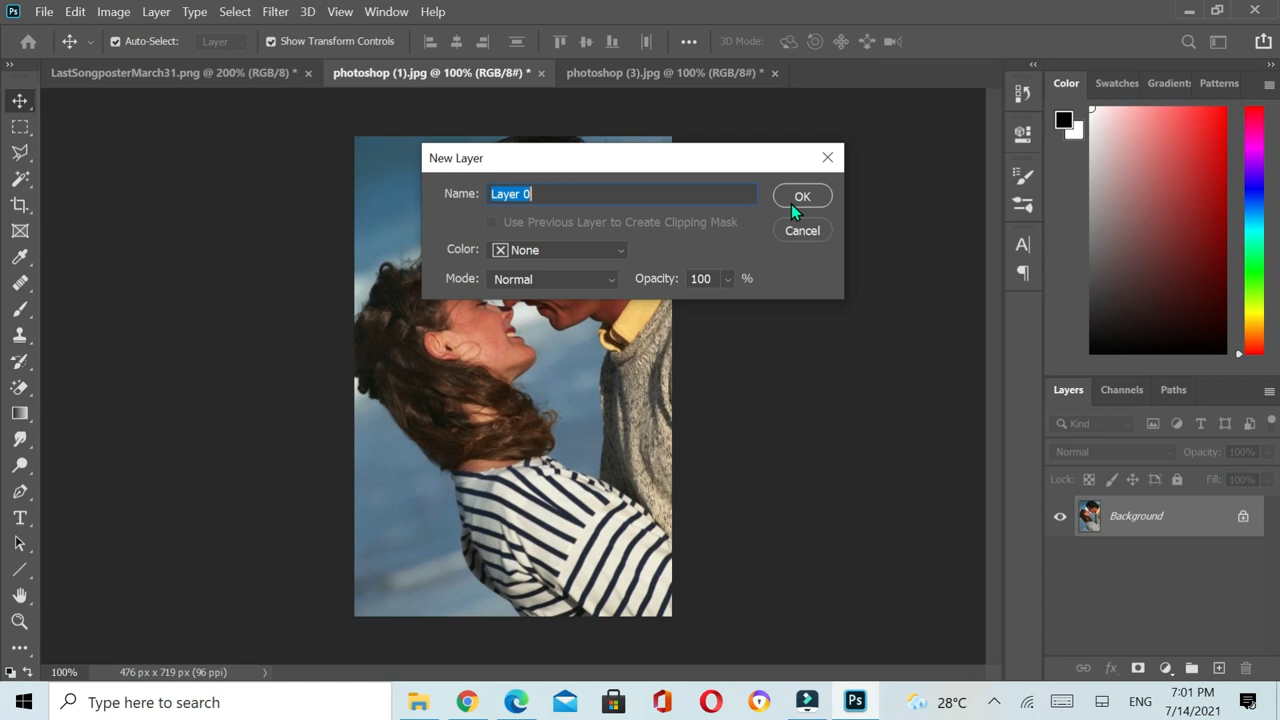 Ps File Edit Image Layer Type Select Filter 3D View Window Help
Auto-Select: Layer Show Transform Controls 3D Mode:
LastSongposterMarch31.png @ 200% (RGB/8) * photoshop (1).jpg @ 100% (RGB/8#) * photoshop (3).jpg @ 100% (RGB/8#) *
Color Swatches Gradients Patterns
New Layer
Name: Layer 0 OK
Use Previous Layer to Create Clipping Mask
Cancel
Color: None
Mode: Normal Opacity: 100 %
Layers Channels Paths
Kind
Normal Opacity: 100%
Lock: Fill: 100%
Background
100% 476 px x 719 px (96 ppi)
Type here to search
Ps
28°C
ENG
7:01 PM
7/14/2021